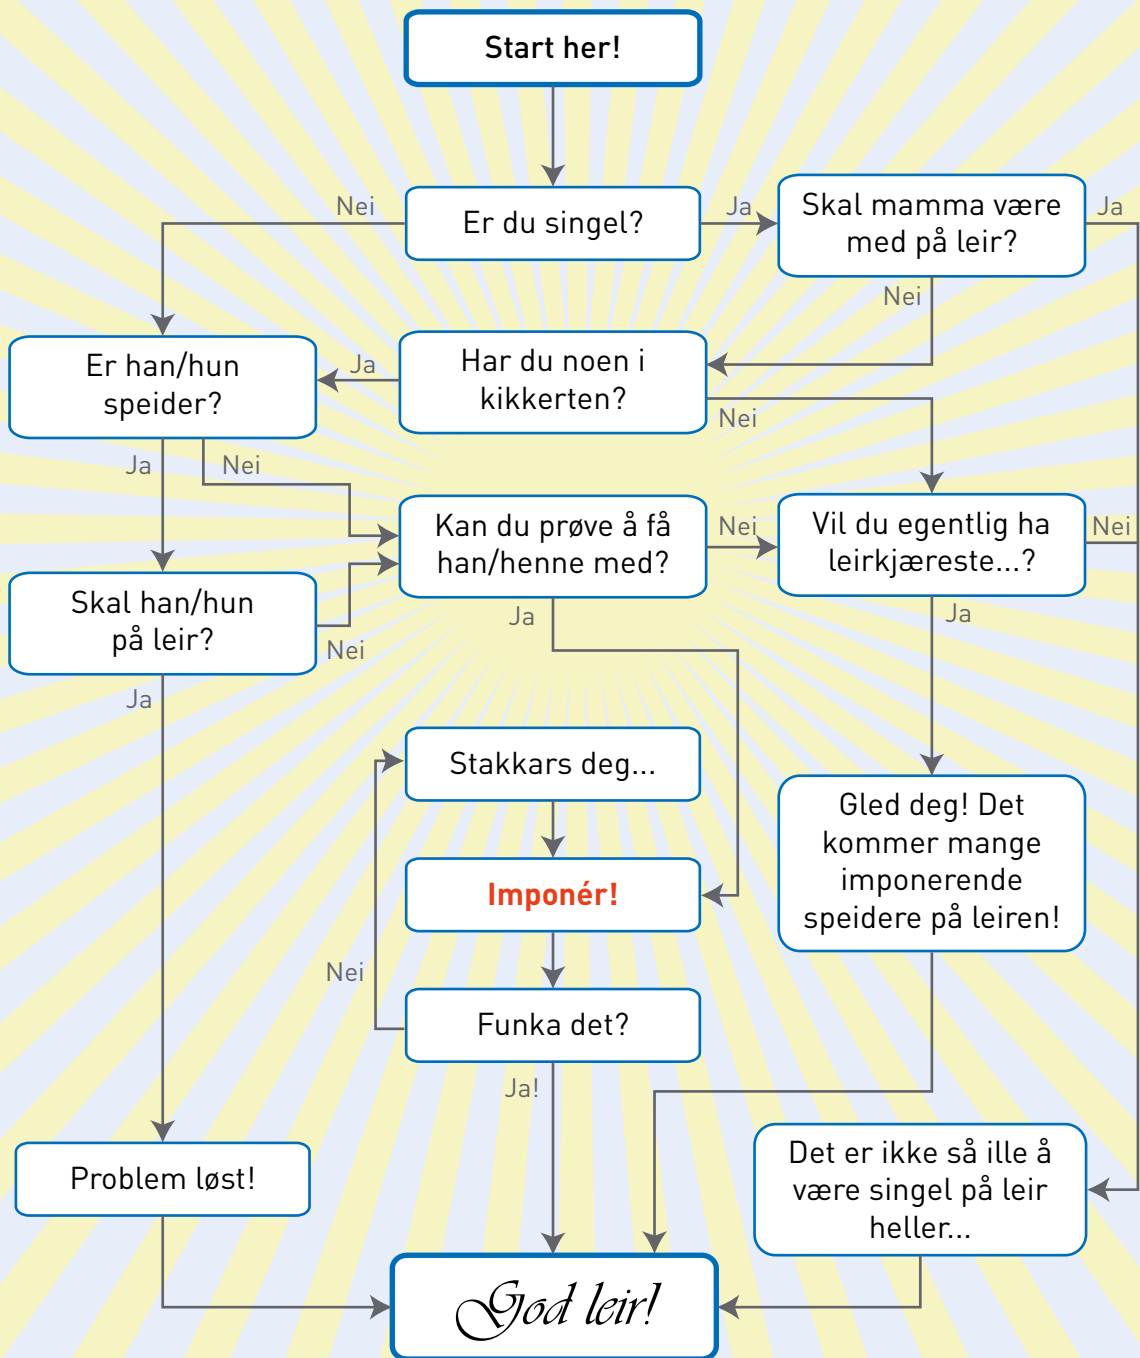 Start her!
Nei
Er du singel?
Ja
Skal mamma være
med på leir?
Ja
Nei
Er han/hun
speider?
Ja
Har du noen i
kikkerten?
Nei
Ja
Nei
Kan du prøve å få
han/henne med?
Nei
Vil du egentlig ha
leirkjæreste...?
Nei
Skal han/hun
på leir?
Nei
Ja
Ja
Ja
Stakkars deg...
Gled deg! Det
kommer mange
imponerende
speidere på leiren!
Imponér!
Nei
Funka det?
Ja!
Problem løst!
Det er ikke så ille å
være singel på leir
heller...
God leir!